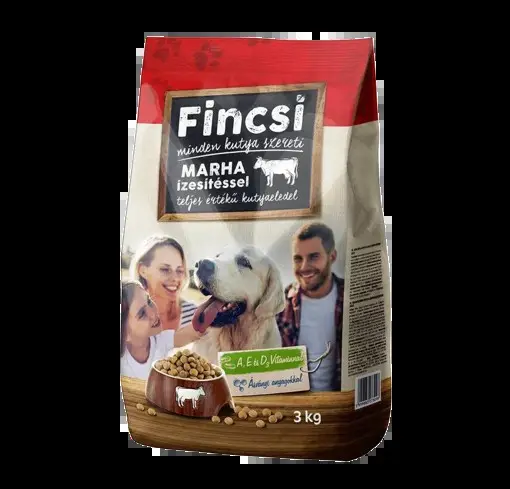 Fincsi
minden kutya szereti
MARHA
ízesítéssel
teljes értékű kutyaeledel
A, E és D₃ Vitaminnal
Ásványi anyagokkal
3 kg